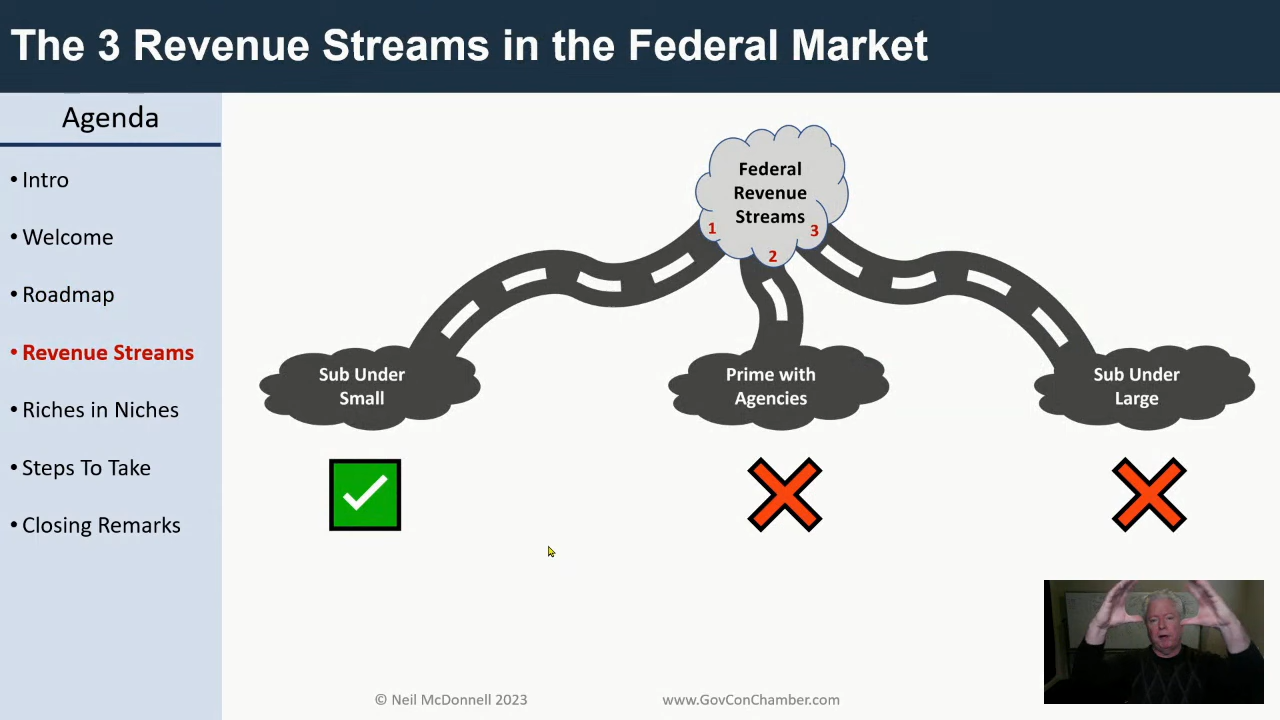 The 3 Revenue Streams in the Federal Market
Agenda
• Intro
• Welcome
• Roadmap
• Revenue Streams
• Riches in Niches
• Steps To Take
• Closing Remarks
Federal
Revenue
Streams
1
2
3
Sub Under
Small
Prime with
Agencies
Sub Under
Large
© Neil McDonnell 2023
www.GovConChamber.com